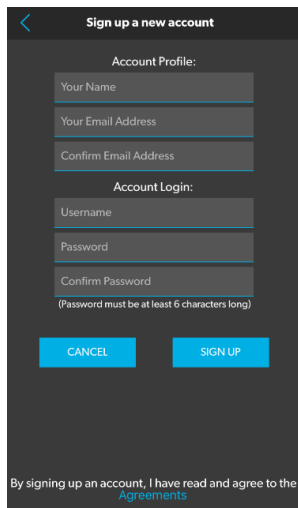 Sign up a new account
Account Profile:
Your Name
Your Email Address
Confirm Email Address
Account Login:
Username
Password
Confirm Password
(Password must be at least 6 characters long)
CANCEL SIGN UP
By signing up an account, I have read and agree to the
Agreements